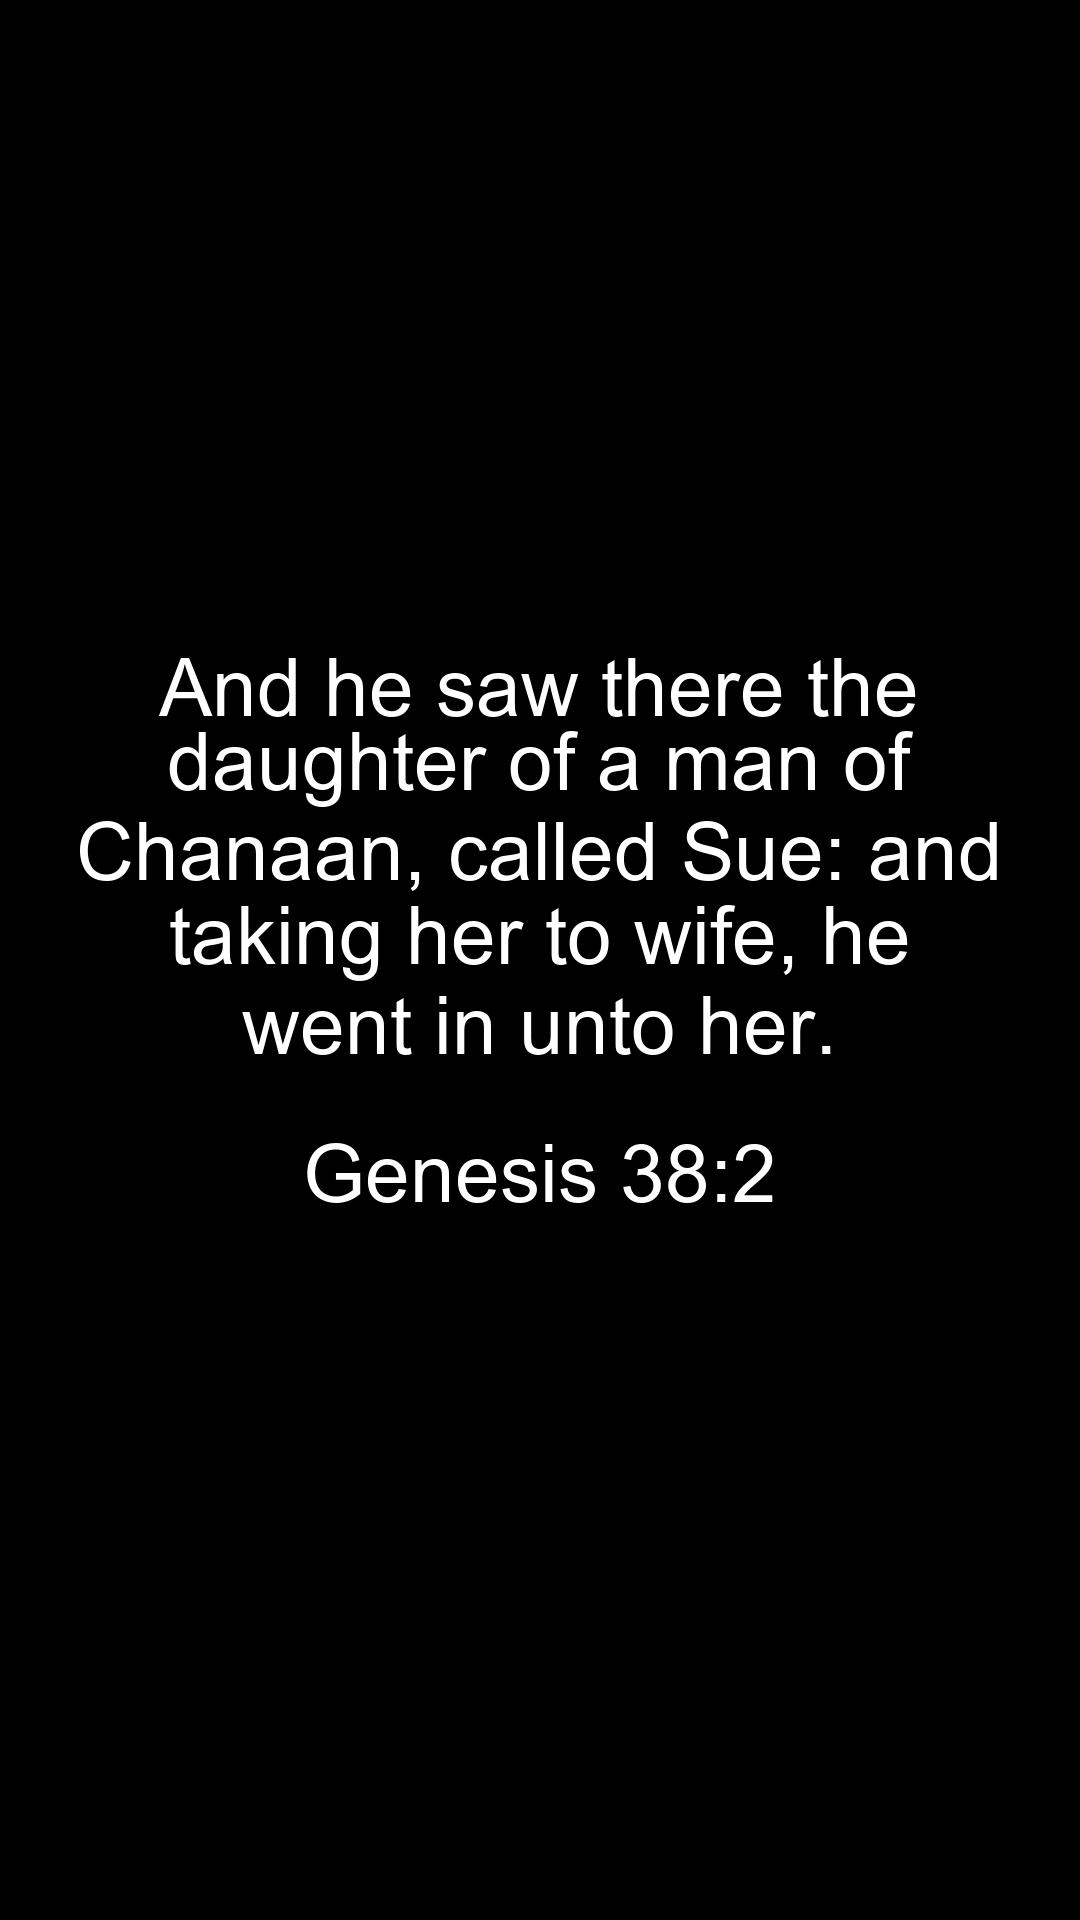 And he saw there the
daughter of a man of
Chanaan, called Sue: and
taking her to wife, he
went in unto her.
Genesis 38:2